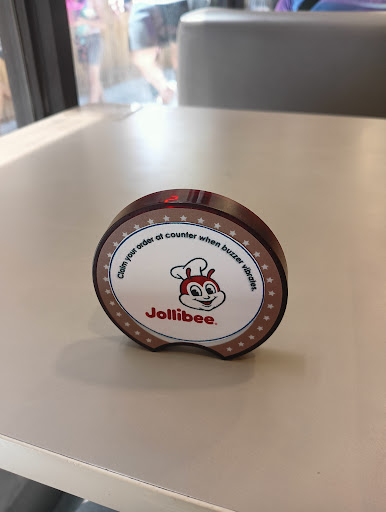 Claim your order at counter when buzzer vibrates.
Jollibee